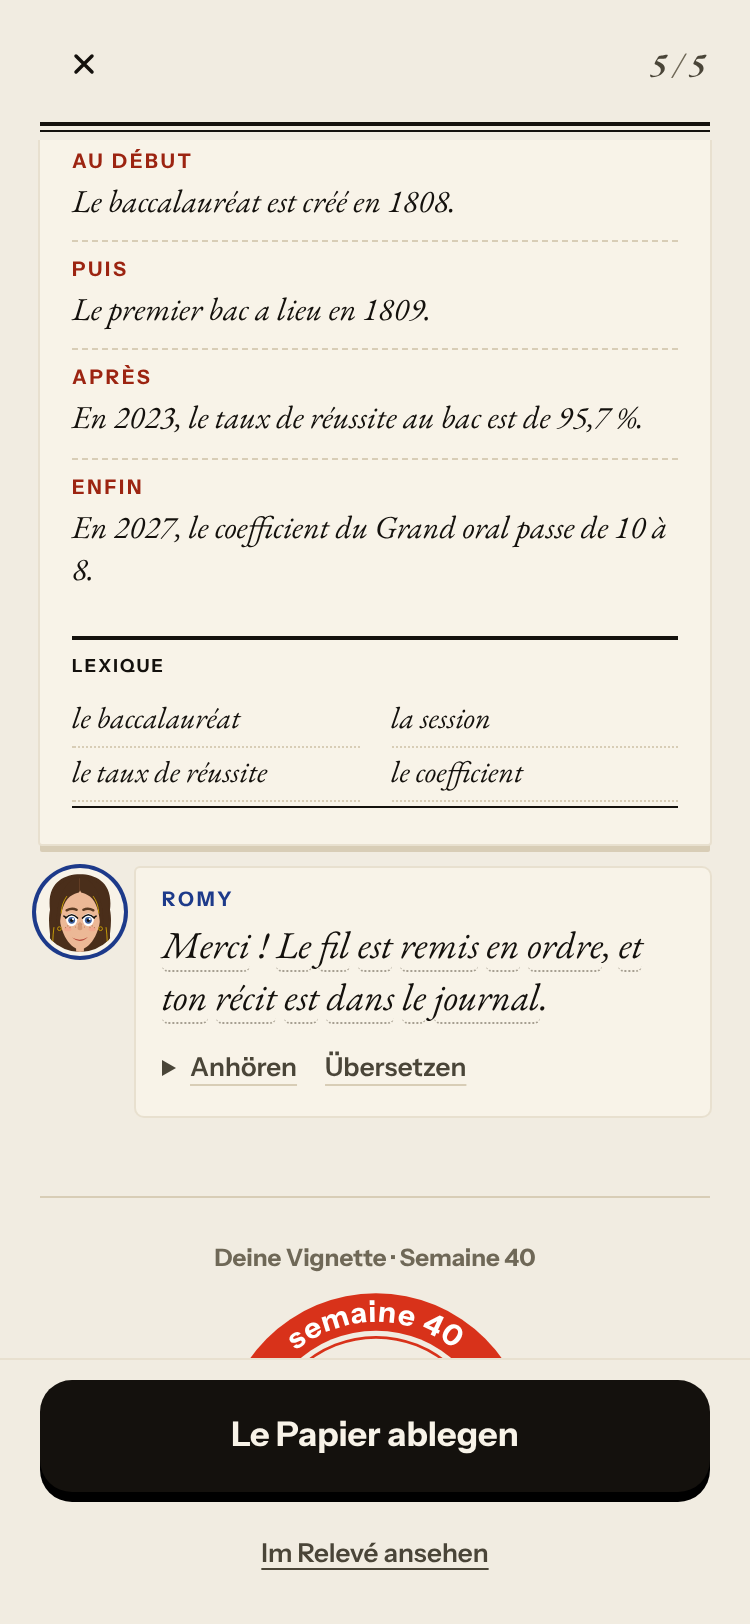 5 / 5
AU DÉBUT
Le baccalauréat est créé en 1808.
PUIS
Le premier bac a lieu en 1809.
APRÈS
En 2023, le taux de réussite au bac est de 95,7 %.
ENFIN
En 2027, le coefficient du Grand oral passe de 10 à
8.
LEXIQUE
le baccalauréat
la session
le taux de réussite
le coefficient
ROMY
Merci ! Le fil est remis en ordre, et
ton récit est dans le journal.
Anhören Übersetzen
Deine Vignette · Semaine 40
semaine 40
Le Papier ablegen
Im Relevé ansehen